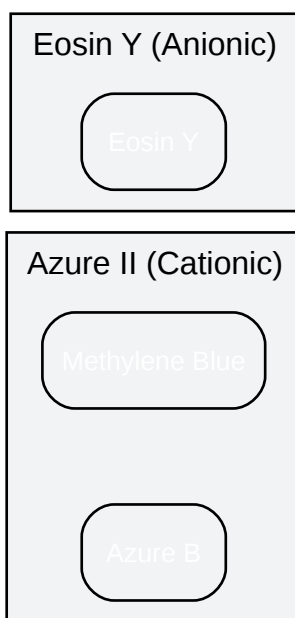 Eosin Y (Anionic)
Eosin Y
Azure II (Cationic)
Methylene Blue
Azure B